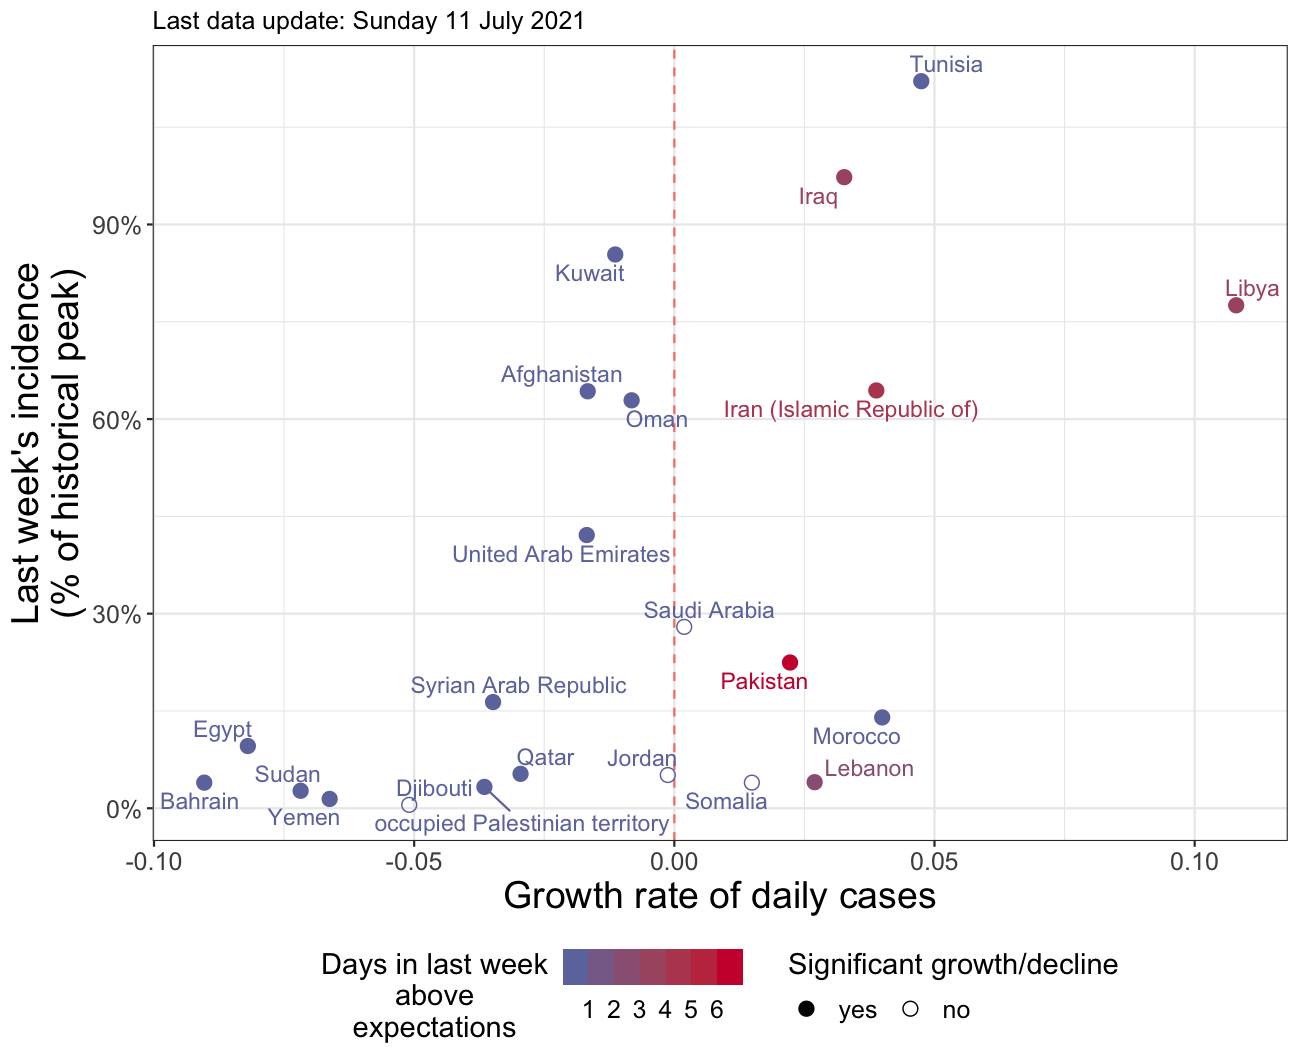 Last data update: Sunday 11 July 2021
Last week's incidence
(% of historical peak)
90%
60%
30%
0%
Tunisia
Iraq
Kuwait
Libya
Afghanistan
Iran (Islamic Republic of)
Oman
United Arab Emirates
Saudi Arabia
Pakistan
Syrian Arab Republic
Egypt
Morocco
Qatar
Jordan
Lebanon
Sudan
Djibouti
Bahrain
Somalia
Yemen
occupied Palestinian territory
-0.10 -0.05 0.00 0.05 0.10
Growth rate of daily cases
Days in last week
above
expectations
1 2 3 4 5 6
Significant growth/decline
yes no